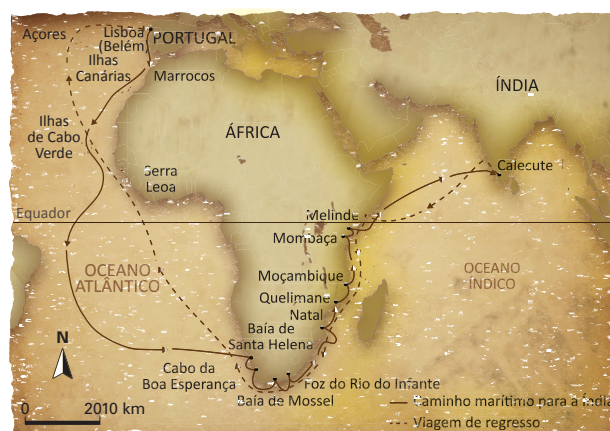 Açores
Lisboa
(Belém
PORTUGAL
Ilhas
Canárias
Marrocos
ÍNDIA
Ilhas
de Cabo
Verde
ÁFRICA
Calecute
Serra
Leoa
Equador
Melinde
Mombaça
OCEANO
ATLÂNTICO
Moçambique
OCEANO
ÍNDICO
Quelimane
Natal
Baía de
Santa Helena
N
Cabo da
Boa Esperança
Foz do Rio do Infante
Baía de Mossel
0 2010 km
Caminho marítimo para a Índia
Viagem de regresso